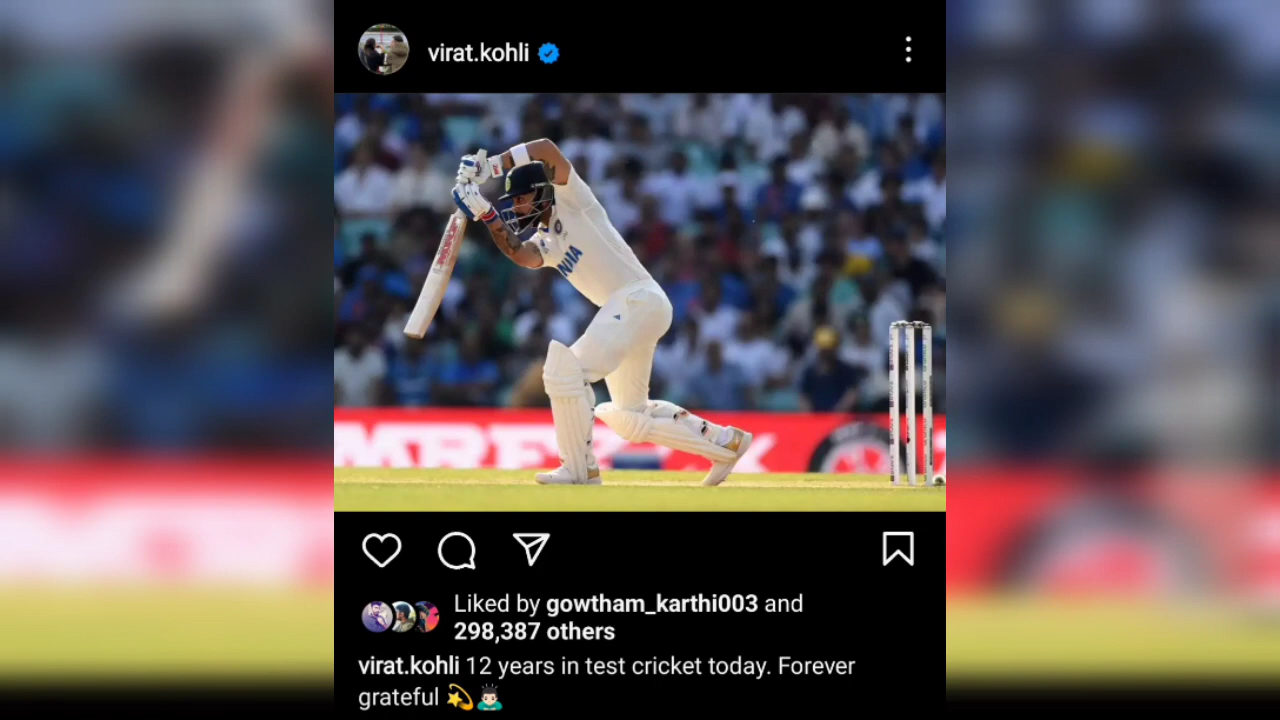 virat.kohli
INDIA
Liked by gowtham_karthi003 and
298,387 others
virat.kohli 12 years in test cricket today. Forever
grateful 💫🙇🏻‍♂️